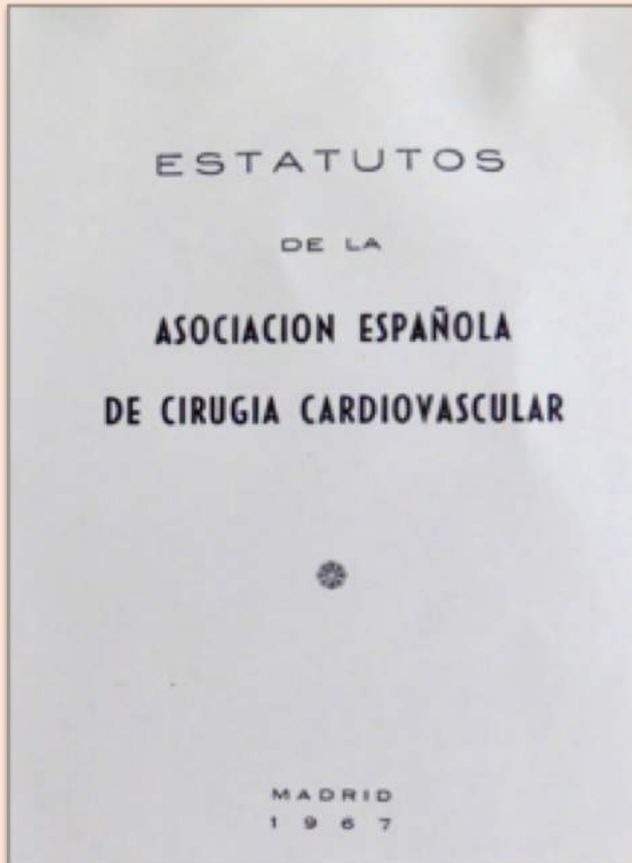 ESTATUTOS
DE LA
ASOCIACION ESPAÑOLA
DE CIRUGIA CARDIOVASCULAR
MADRID
1967